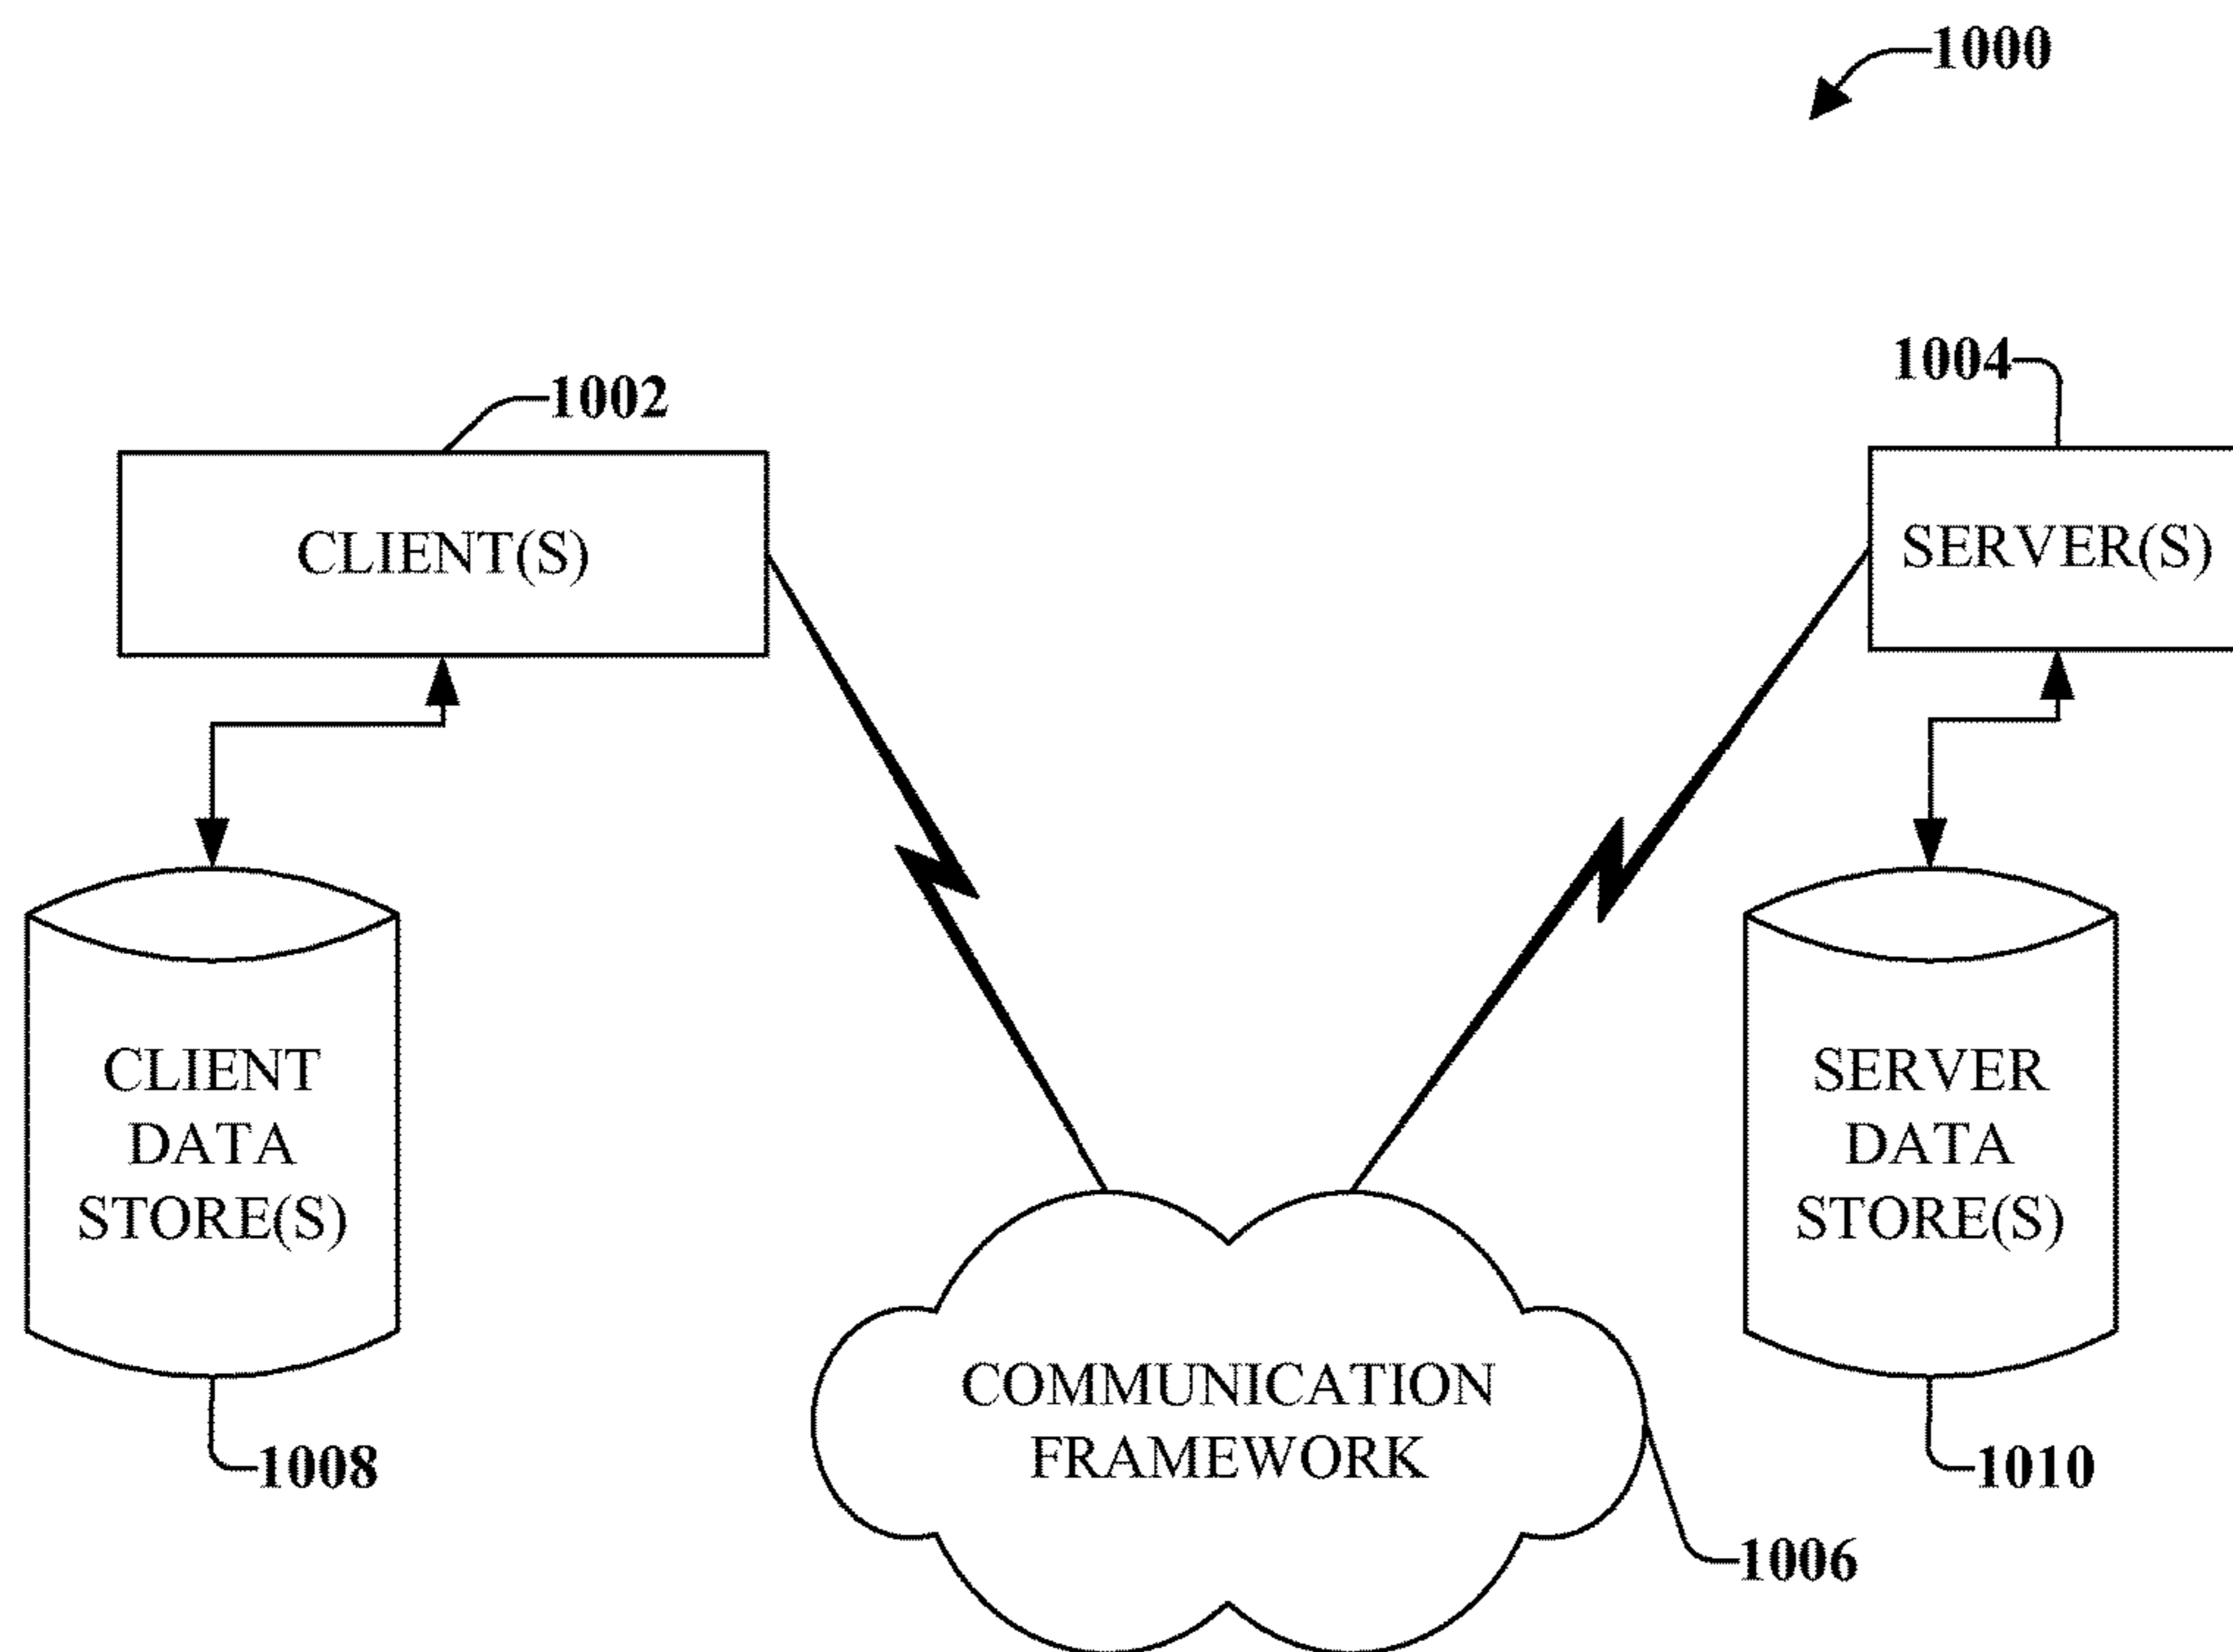 1000
1002
1004
CLIENT(S)
SERVER(S)
CLIENT
DATA
STORE(S)
SERVER
DATA
STORE(S)
COMMUNICATION
FRAMEWORK
1008
1010
1006